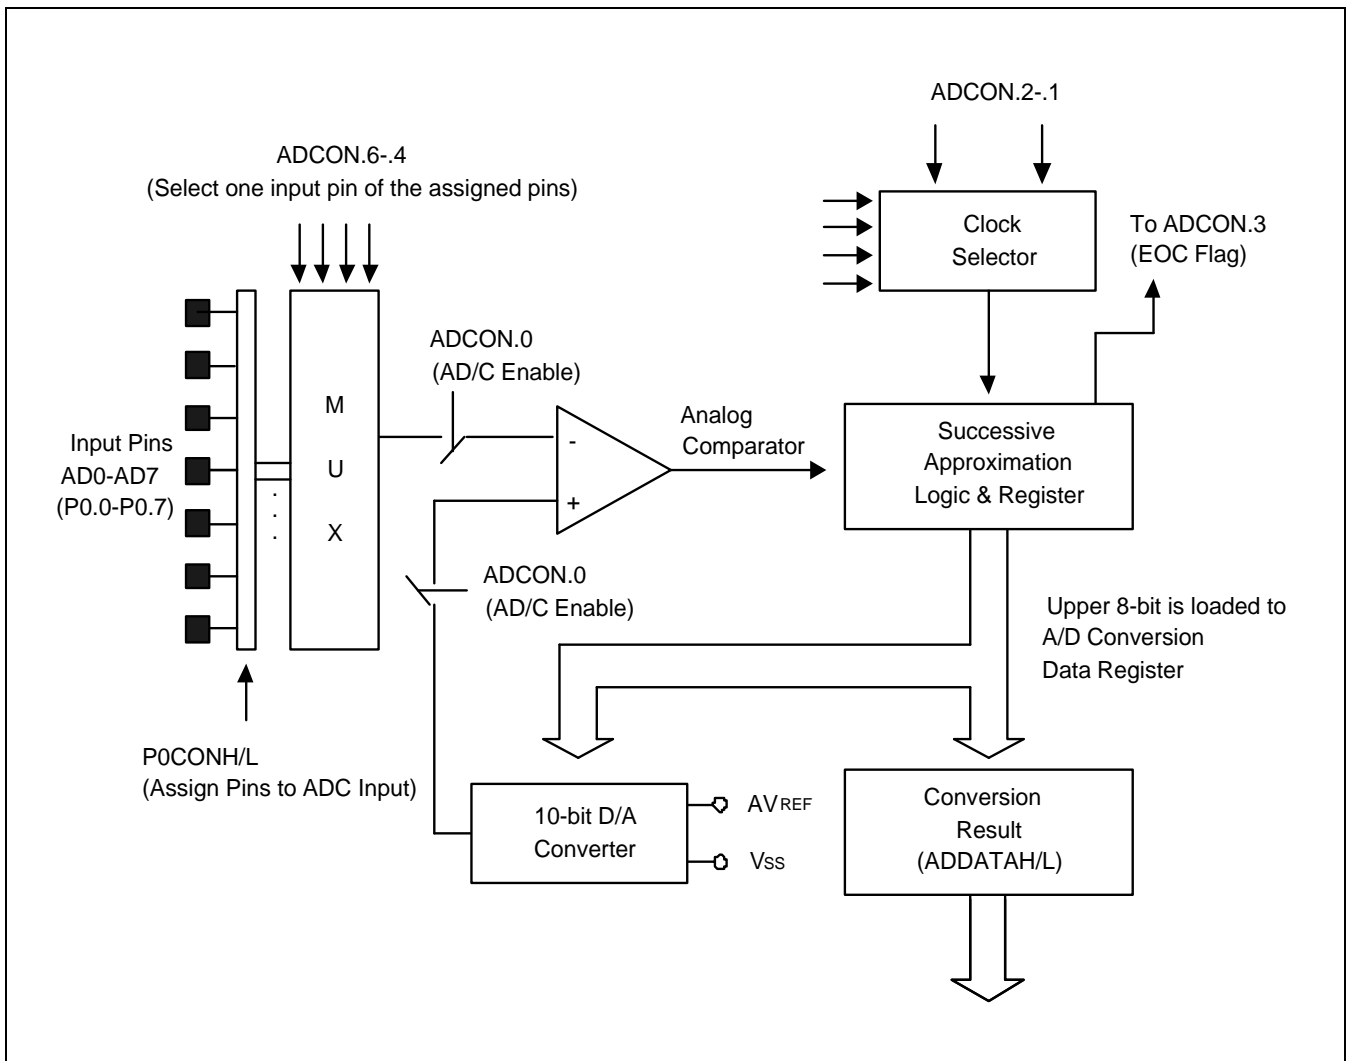 ADCON.2-.1
ADCON.6-.4
(Select one input pin of the assigned pins)
Clock
Selector
To ADCON.3
(EOC Flag)
ADCON.0
(AD/C Enable)
M
U
X
Input Pins
AD0-AD7
(P0.0-P0.7)
-
+
Analog
Comparator
Successive
Approximation
Logic & Register
ADCON.0
(AD/C Enable)
Upper 8-bit is loaded to
A/D Conversion
Data Register
P0CONH/L
(Assign Pins to ADC Input)
10-bit D/A
Converter
AVREF
VSS
Conversion
Result
(ADDATAH/L)